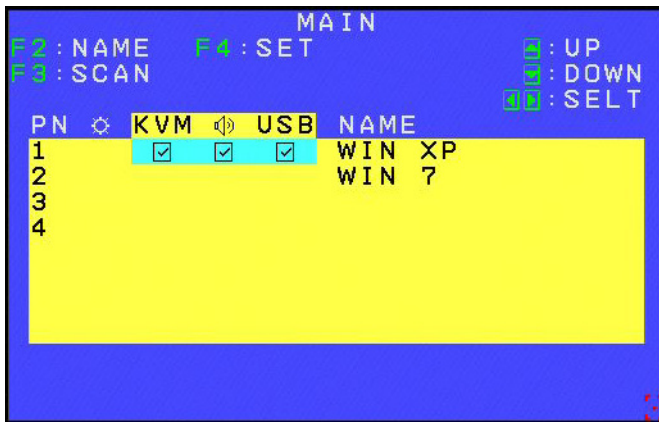 MAIN
F2:NAME F4:SET :UP
F3:SCAN :DOWN
:SELT
PN KVM USB NAME
1 WIN XP
2 WIN 7
3
4